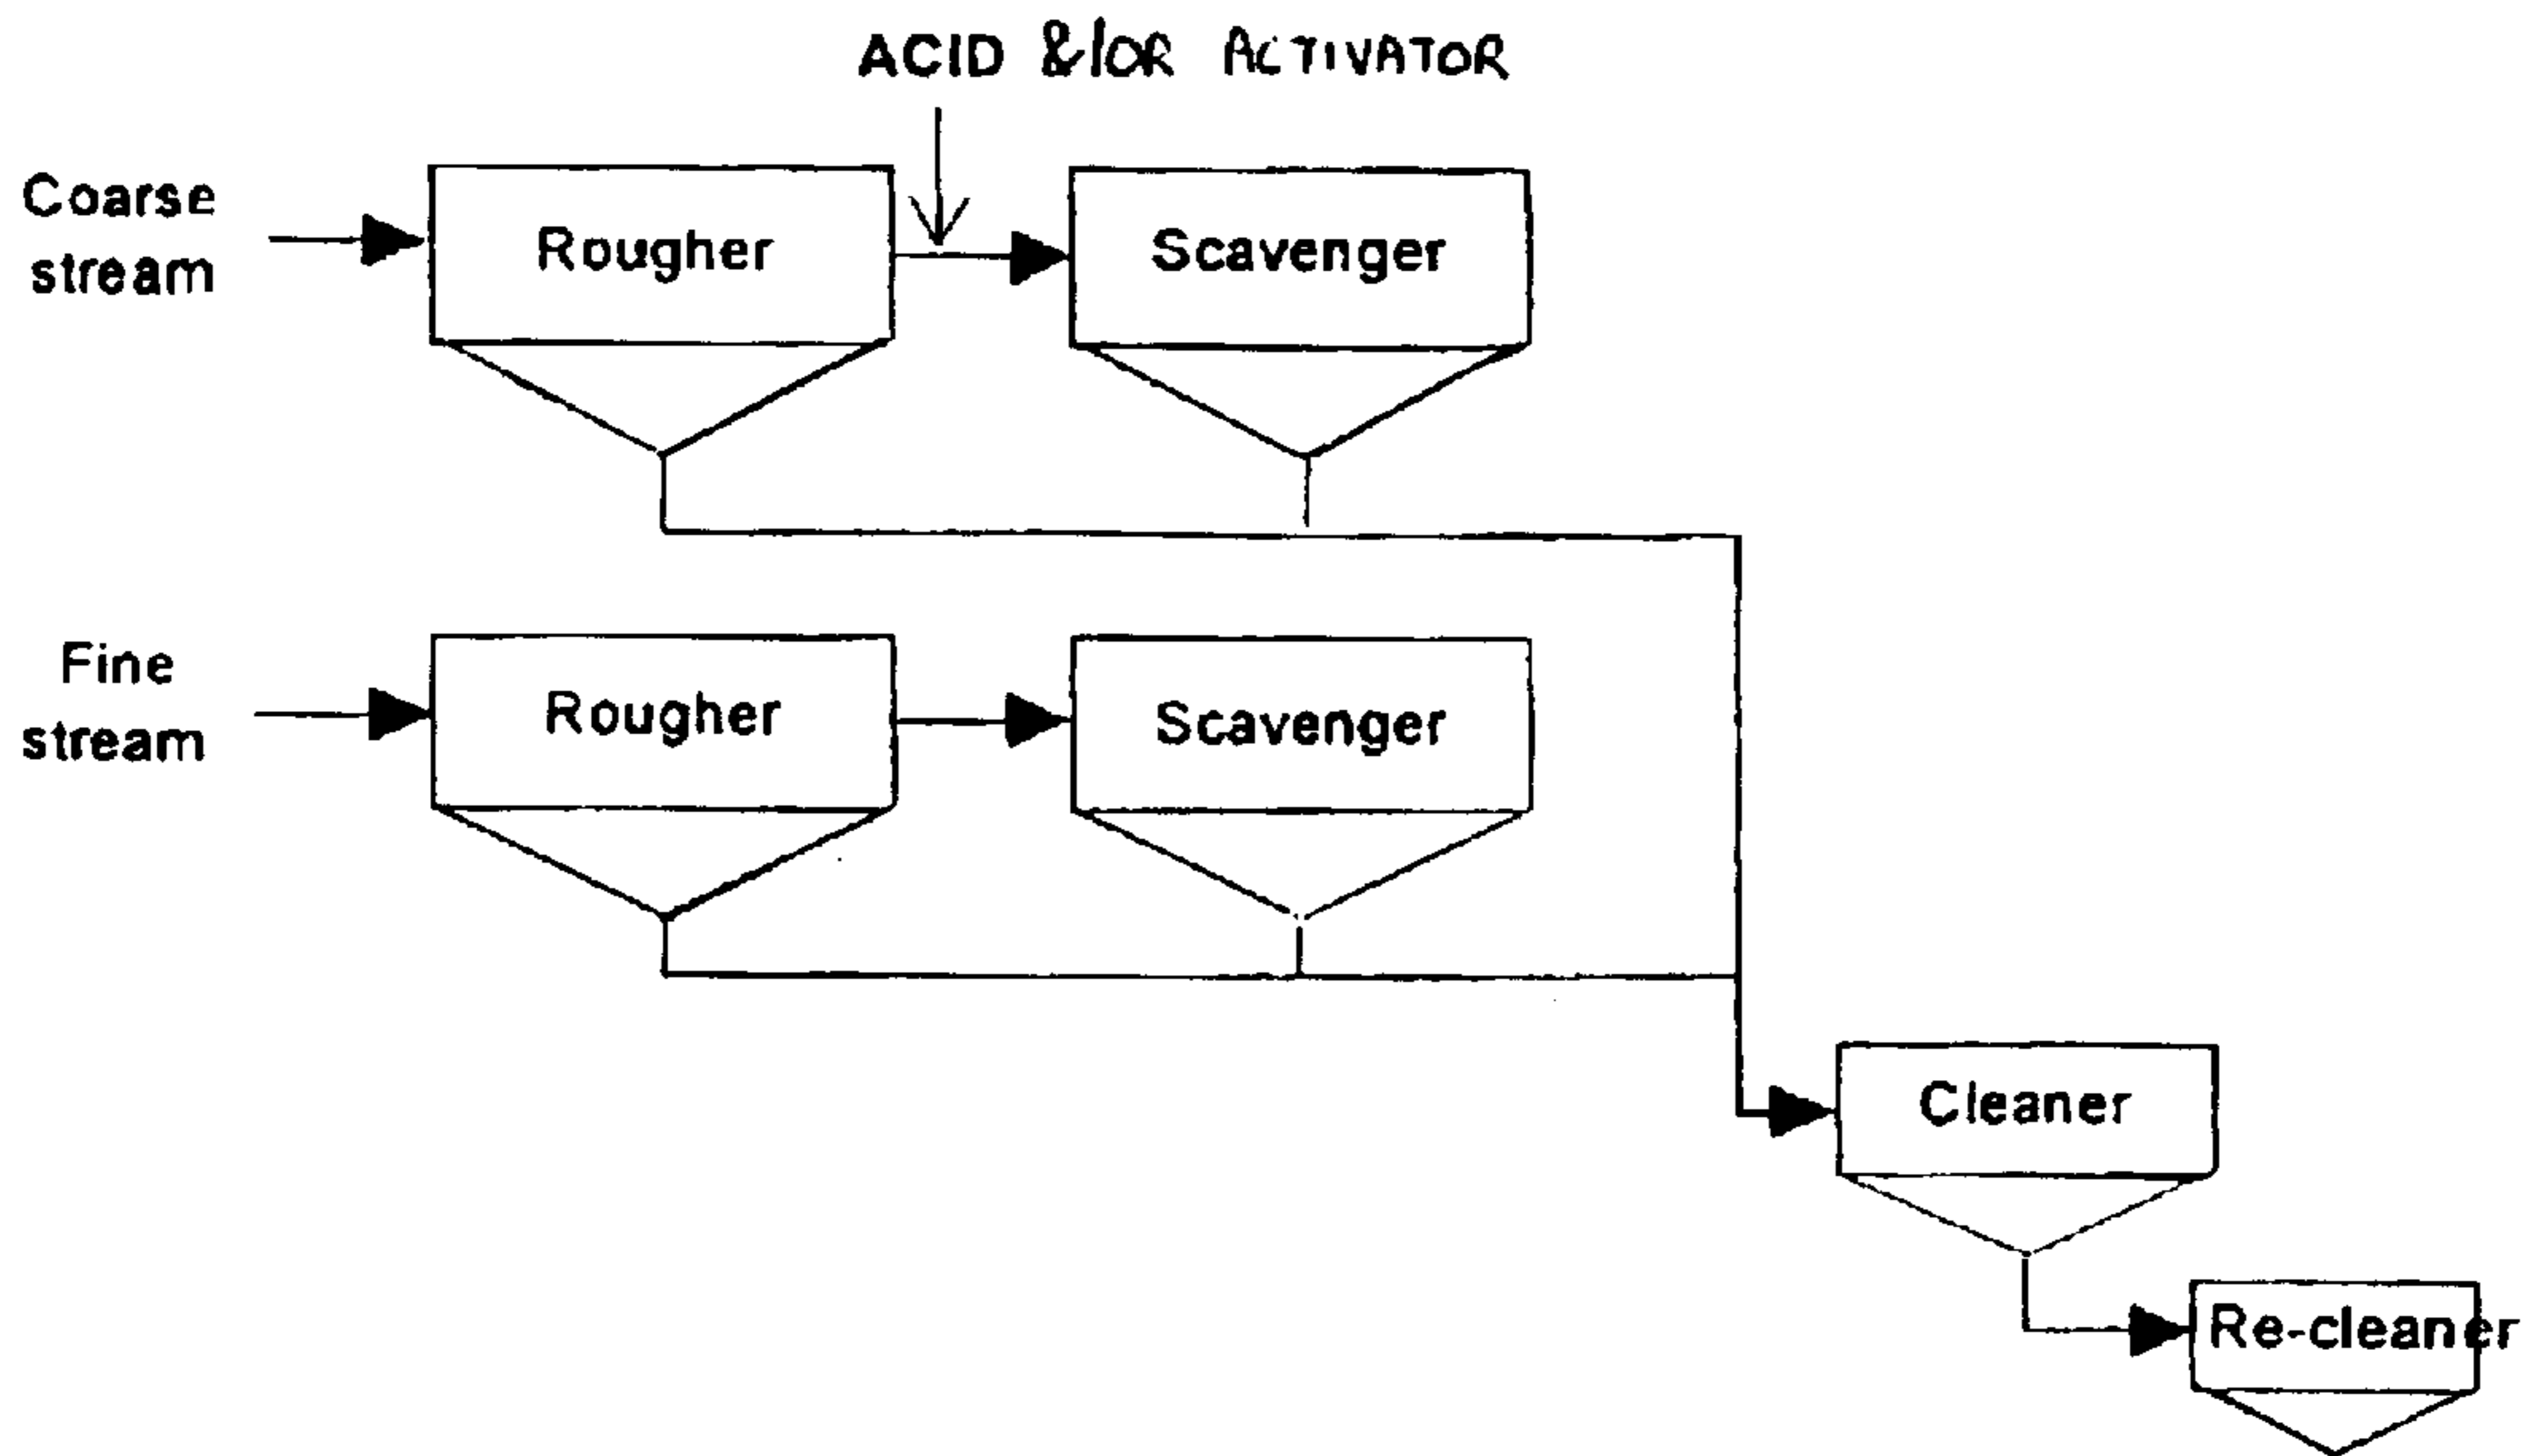 ACID &/OR ACTIVATOR
Coarse
stream
Rougher
Scavenger
Fine
stream
Rougher
Scavenger
Cleaner
Re-cleaner